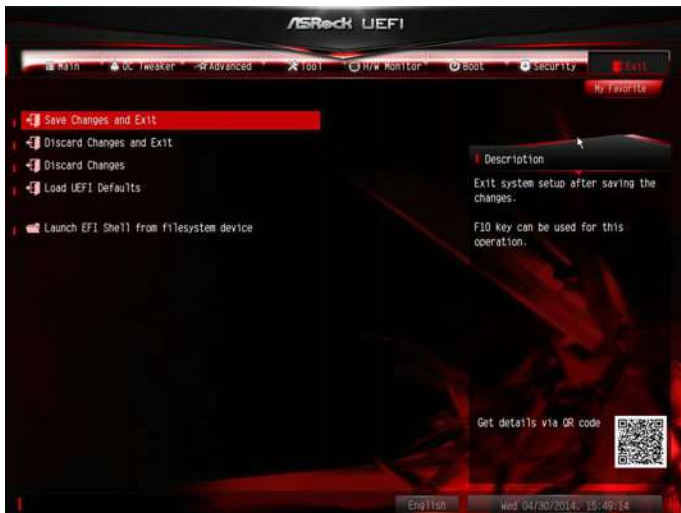 ASRock UEFI
Main OC Tweaker Advanced Tool H/W Monitor Boot Security Exit
My Favorite
Save Changes and Exit
Discard Changes and Exit
Discard Changes
Load UEFI Defaults
Launch EFI Shell from filesystem device
Description
Exit system setup after saving the
changes.
F10 key can be used for this
operation.
Get details via QR code
English Wed 04/30/2014. 15:49:14